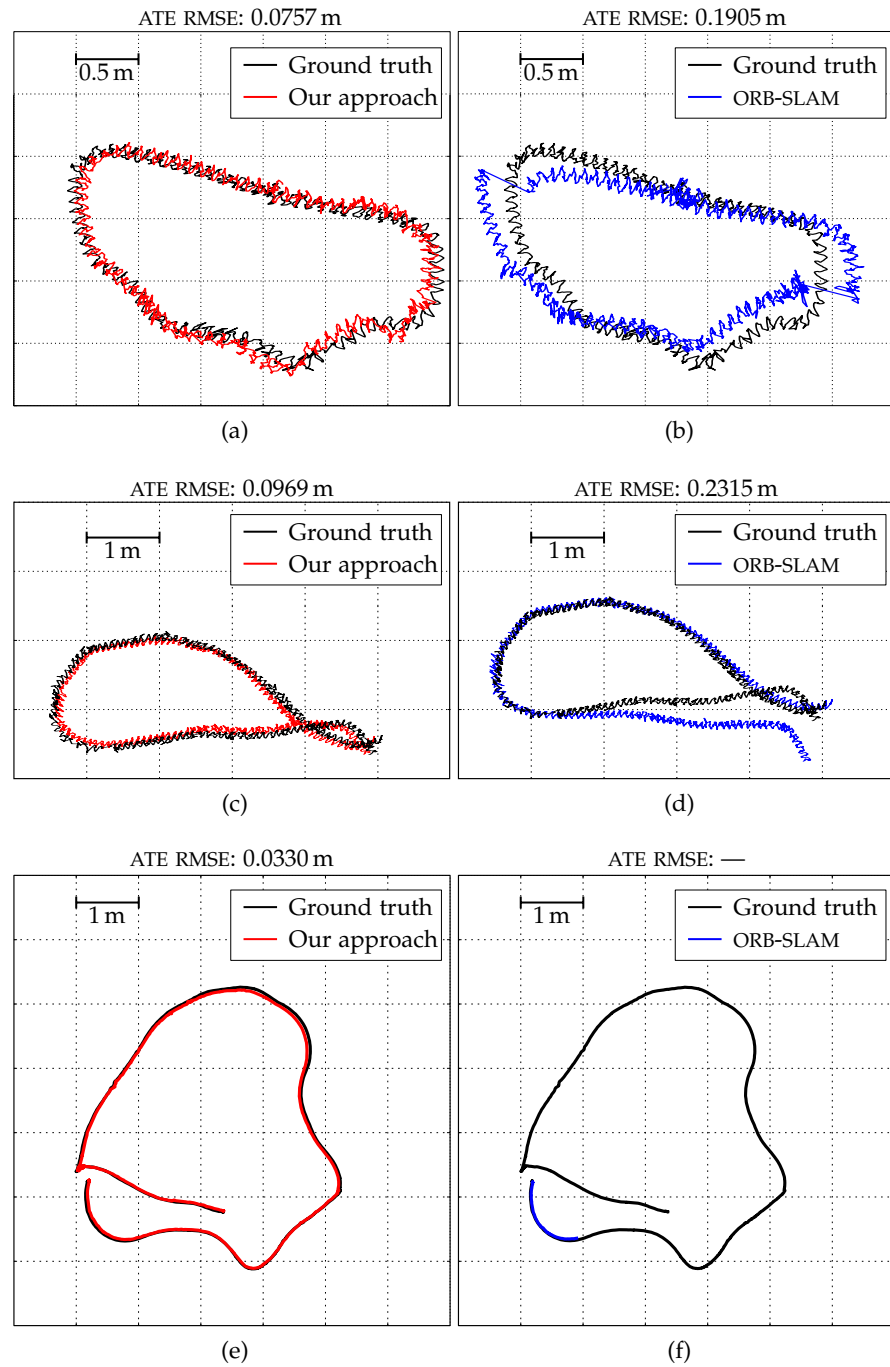 ATE RMSE: 0.0757 m
0.5 m
Ground truth
Our approach
(a)
ATE RMSE: 0.1905 m
0.5 m
Ground truth
ORB-SLAM
(b)
ATE RMSE: 0.0969 m
1 m
Ground truth
Our approach
(c)
ATE RMSE: 0.2315 m
1 m
Ground truth
ORB-SLAM
(d)
ATE RMSE: 0.0330 m
1 m
Ground truth
Our approach
(e)
ATE RMSE: —
1 m
Ground truth
ORB-SLAM
(f)